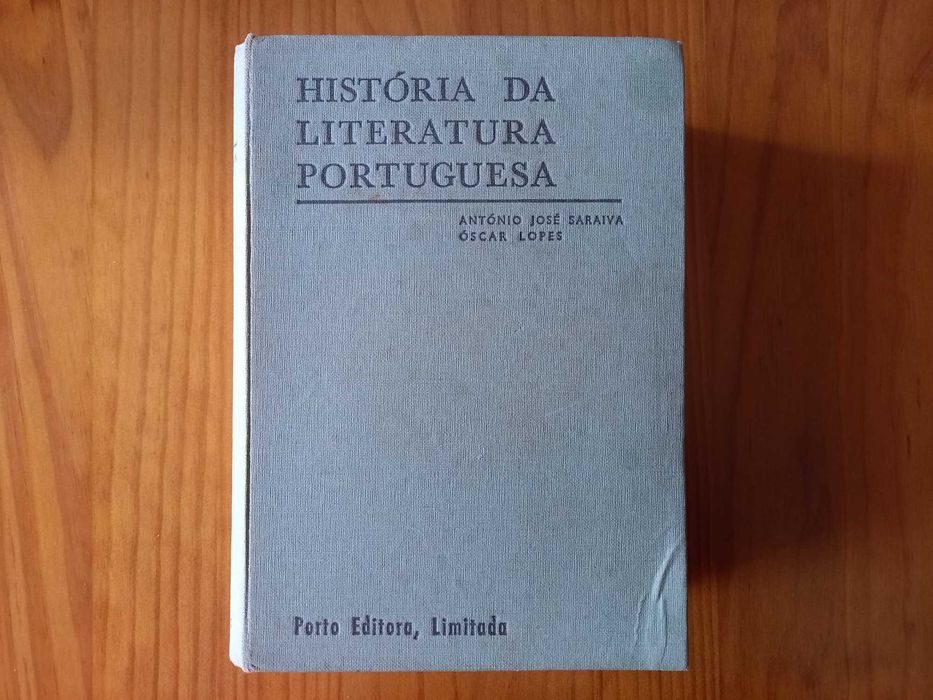 HISTÓRIA DA
LITERATURA
PORTUGUESA
ANTÓNIO JOSÉ SARAIVA
ÓSCAR LOPES
Porto Editora, Limitada